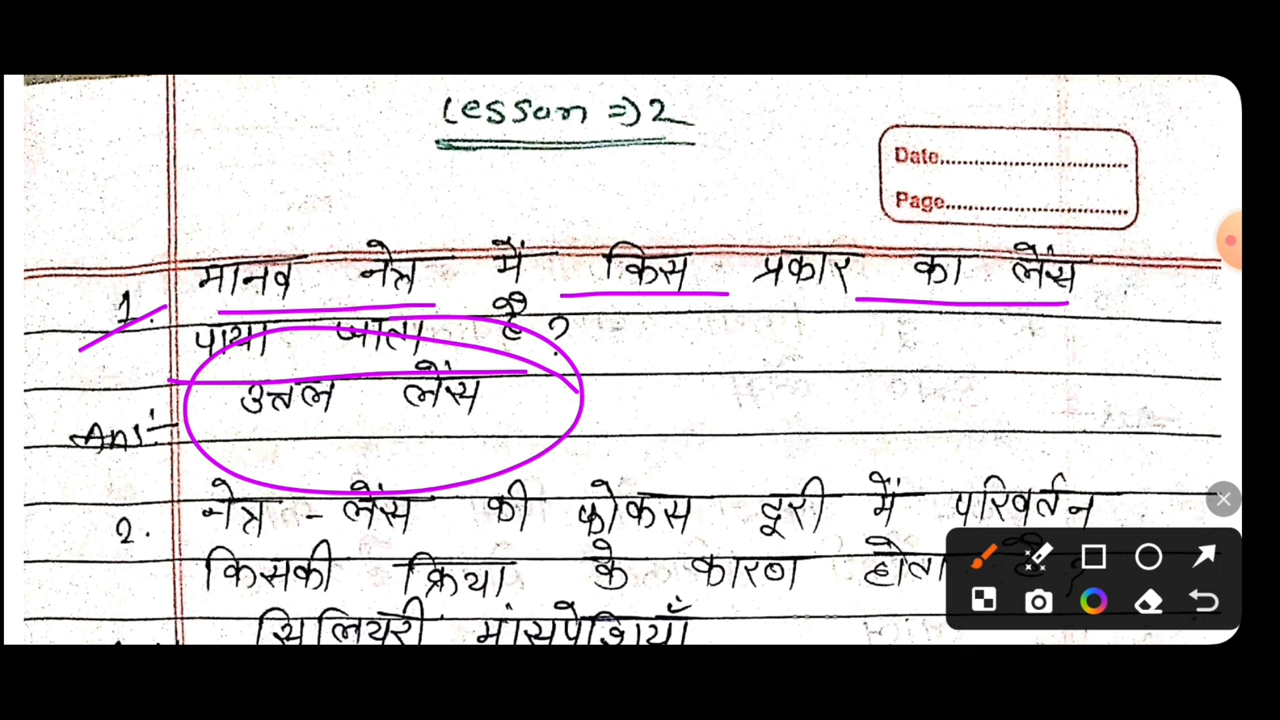 Lesson => 2
Date
Page
मानव नेत्र में किस प्रकार का लेंस
1. पाया जाता है ?
Ans:- उत्तल लेंस
नेत्र - लेंस की फोकस दूरी में परिवर्तन
2. किसकी क्रिया के कारण होता है ?
सिलियरी मांसपेशियाँ